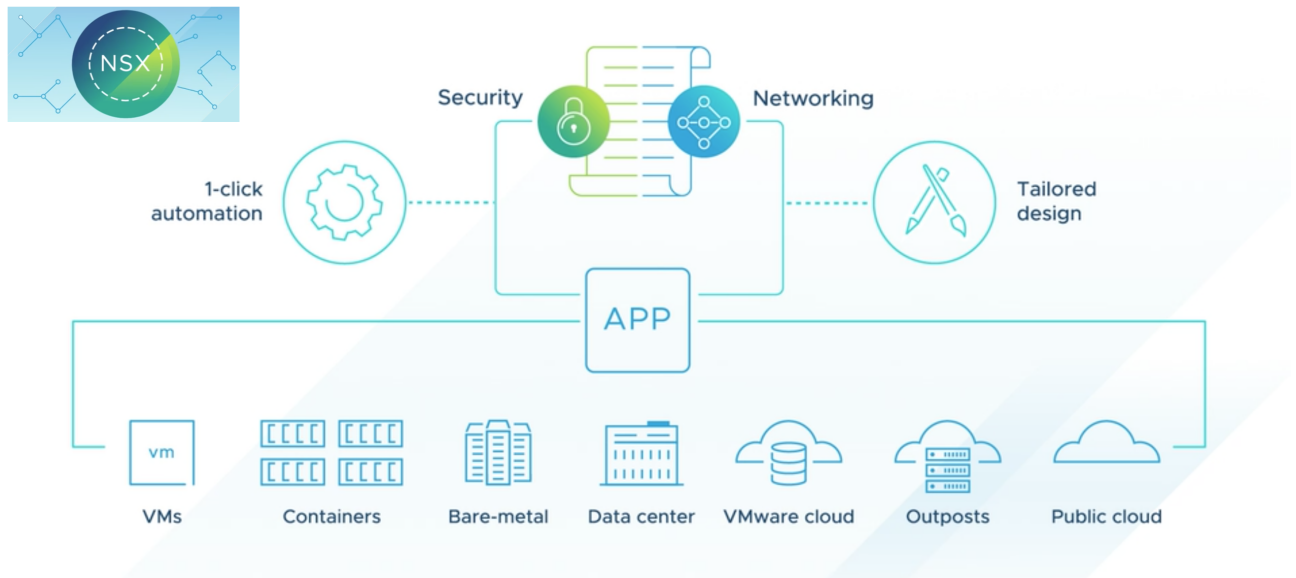 NSX
Security
Networking
1-click
automation
Tailored
design
APP
vm
VMs
Containers
Bare-metal
Data center
VMware cloud
Outposts
Public cloud